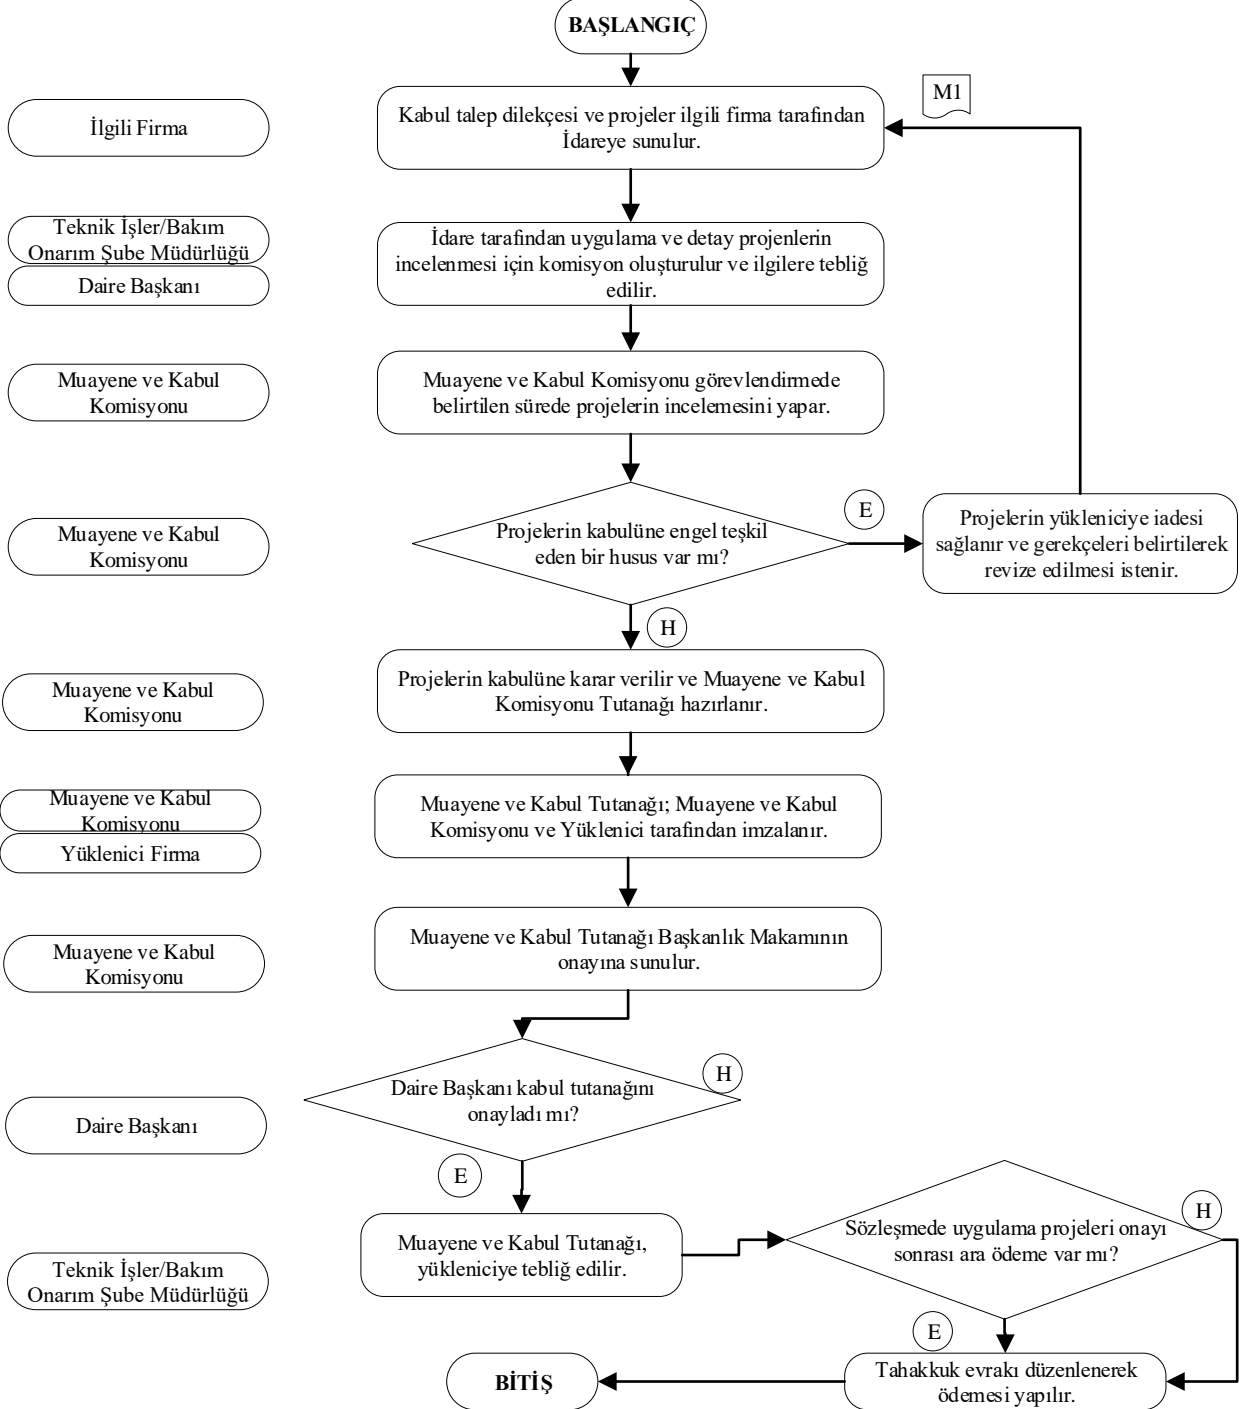 BAŞLANGIÇ
M1
İlgili Firma
Kabul talep dilekçesi ve projeler ilgili firma tarafından
İdareye sunulur.
Teknik İşler/Bakım
Onarım Şube Müdürlüğü
Daire Başkanı
İdare tarafından uygulama ve detay projenlerin
incelenmesi için komisyon oluşturulur ve ilgilere tebliğ
edilir.
Muayene ve Kabul
Komisyonu
Muayene ve Kabul Komisyonu görevlendirmede
belirtilen sürede projelerin incelemesini yapar.
Muayene ve Kabul
Komisyonu
Projelerin kabulüne engel teşkil
eden bir husus var mı?
E
Projelerin yükleniciye iadesi
sağlanır ve gerekçeleri belirtilerek
revize edilmesi istenir.
H
Muayene ve Kabul
Komisyonu
Projelerin kabulüne karar verilir ve Muayene ve Kabul
Komisyonu Tutanağı hazırlanır.
Muayene ve Kabul
Komisyonu
Yüklenici Firma
Muayene ve Kabul Tutanağı; Muayene ve Kabul
Komisyonu ve Yüklenici tarafından imzalanır.
Muayene ve Kabul
Komisyonu
Muayene ve Kabul Tutanağı Başkanlık Makamının
onayına sunulur.
Daire Başkanı
Daire Başkanı kabul tutanağını
onayladı mı?
H
E
Teknik İşler/Bakım
Onarım Şube Müdürlüğü
Muayene ve Kabul Tutanağı,
yükleniciye tebliğ edilir.
Sözleşmede uygulama projeleri onayı
sonrası ara ödeme var mı?
H
E
Tahakkuk evrakı düzenlenerek
ödemesi yapılır.
BİTİŞ